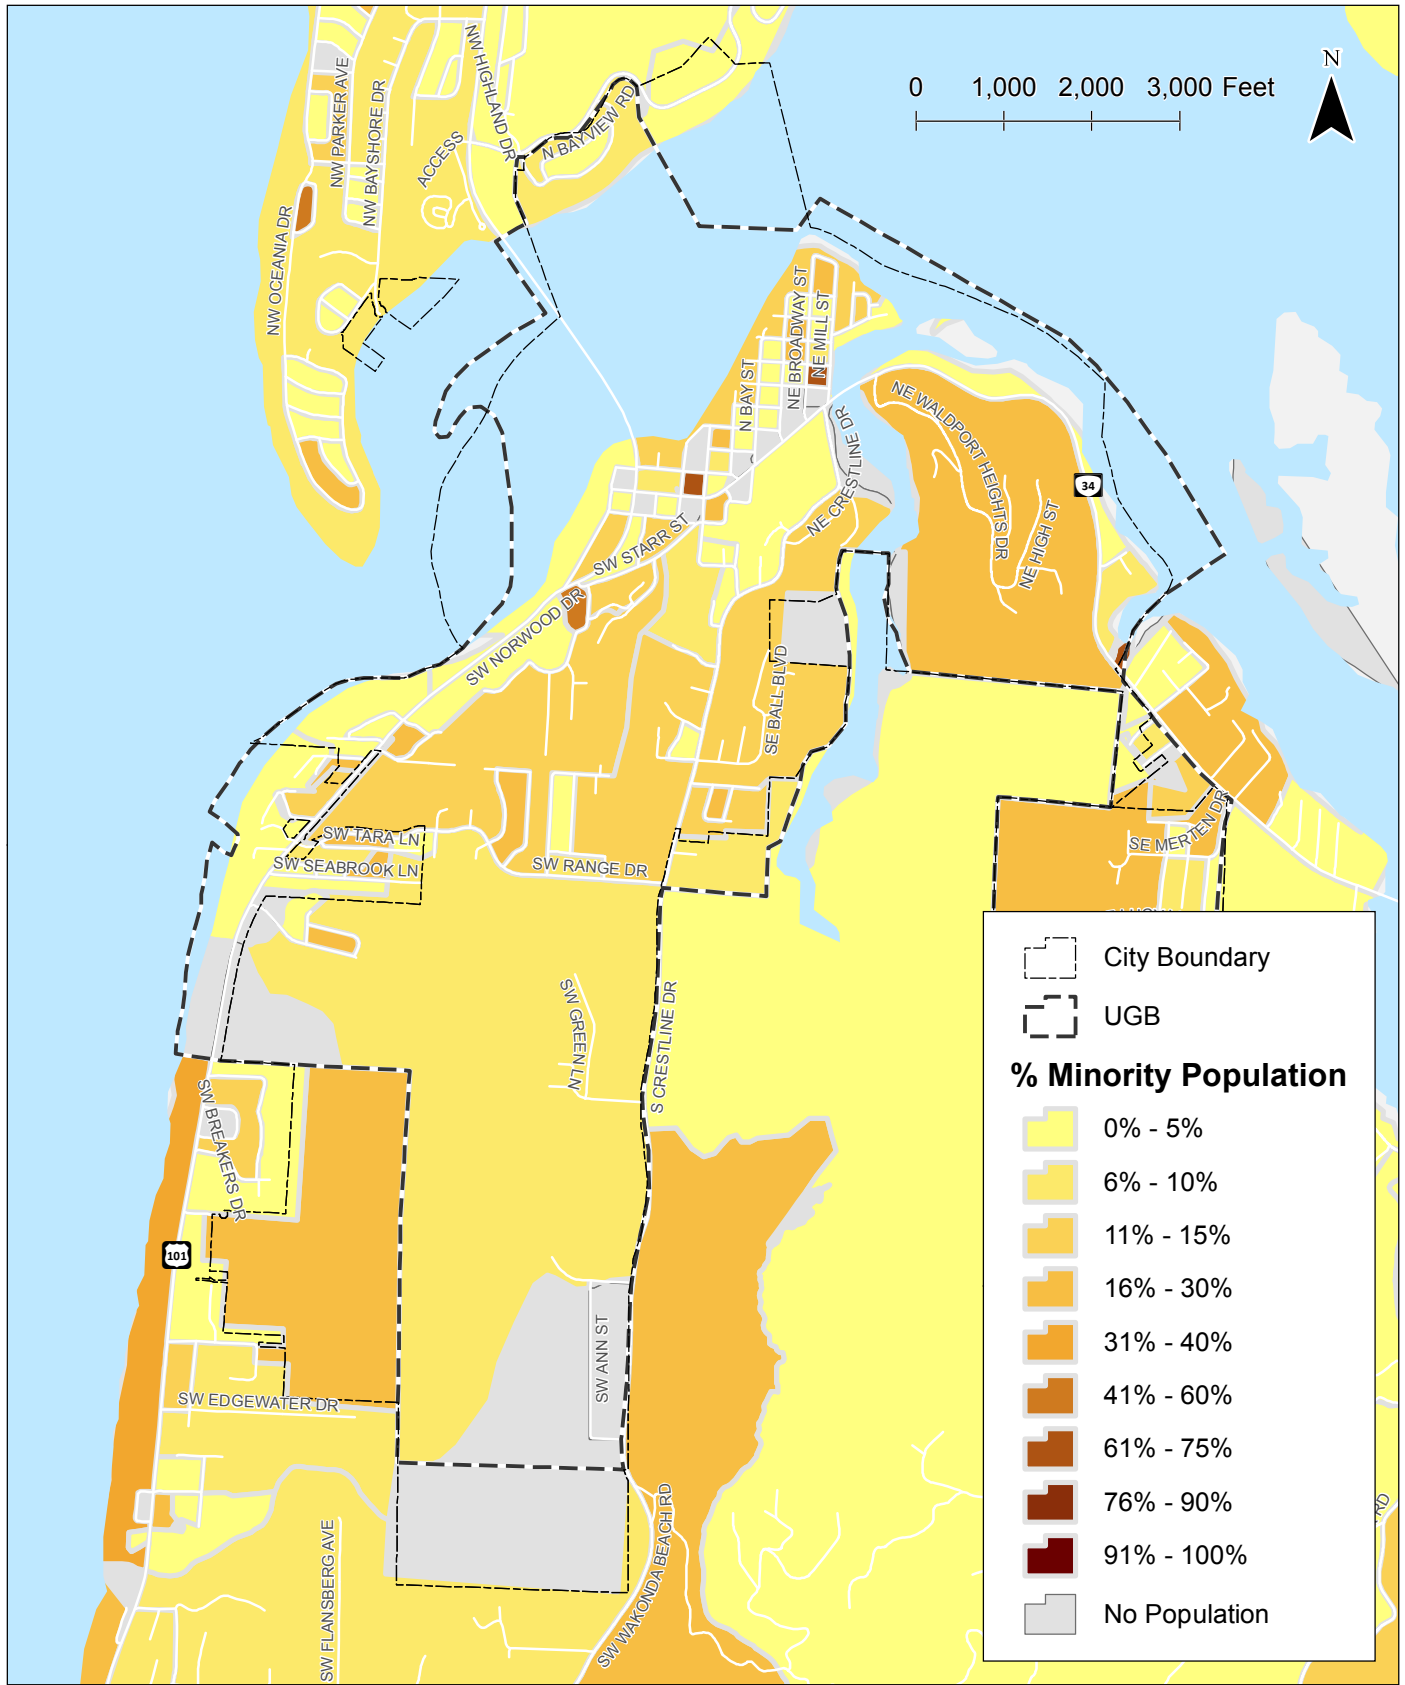 N
0 1,000 2,000 3,000 Feet
NW HIGHLAND DR
NW PARKER AVE
NW BAYSHORE DR
N BAYVIEW RD
ACCESS
NW OCEANIA DR
NE BROADWAY ST
NE MILL ST
N BAY ST
NE WALDPORT HEIGHTS DR
NE CRESTLINE DR
34
NE HIGH ST
SW STARR ST
SW NORWOOD DR
SE BALL BLVD
SW TARA LN
SW SEABROOK LN
SW RANGE DR
SE MERTEN DR
SW GREEN LN
S CRESTLINE DR
SW BREAKERS DR
101
SW ANN ST
SW EDGEWATER DR
SW FLANSBERG AVE
SW WAKONDA BEACH RD
RD
City Boundary
UGB
% Minority Population
0% - 5%
6% - 10%
11% - 15%
16% - 30%
31% - 40%
41% - 60%
61% - 75%
76% - 90%
91% - 100%
No Population